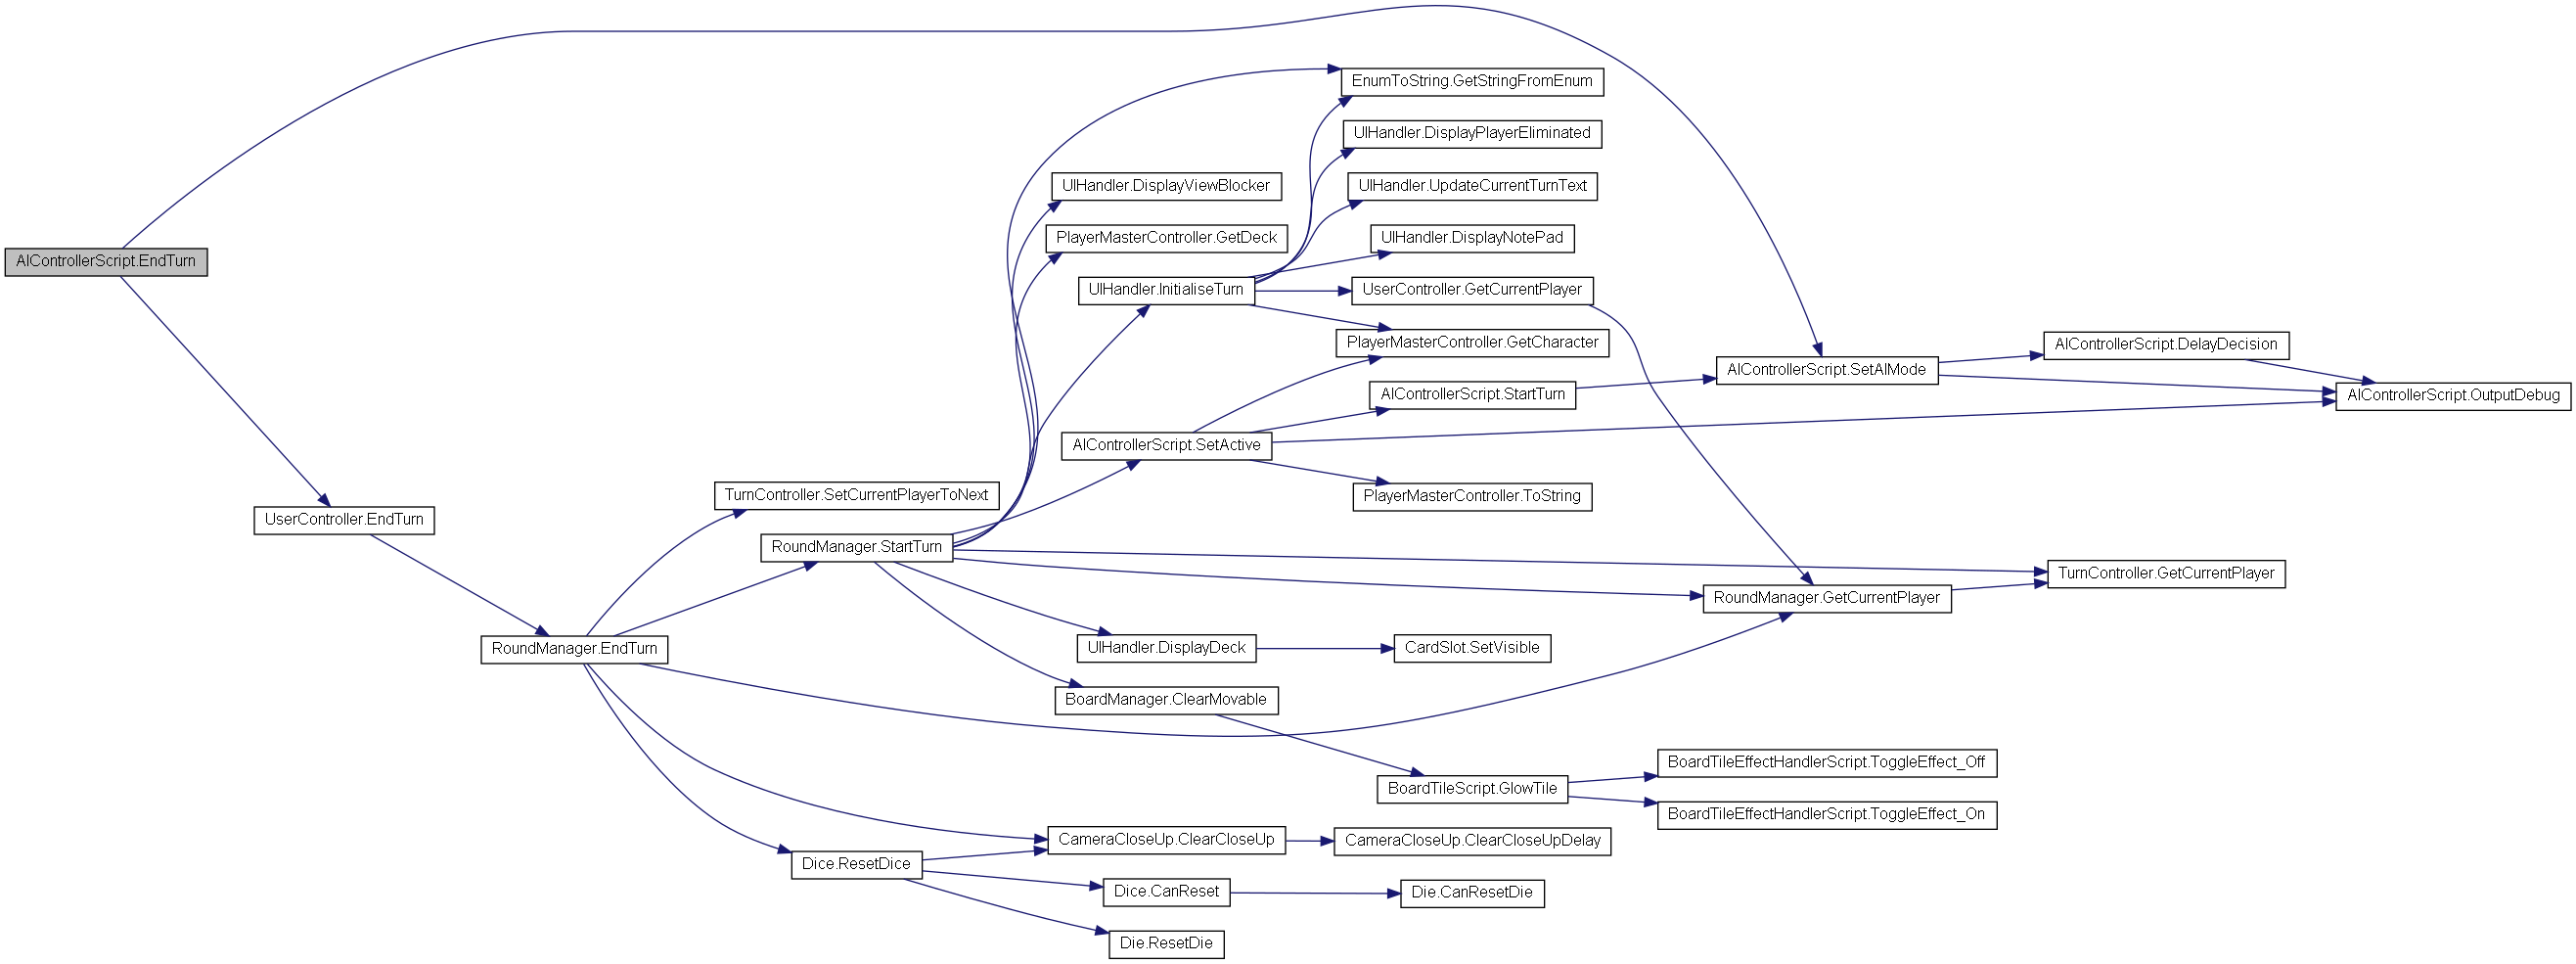 EnumToString.GetStringFromEnum
UIHandler.DisplayPlayerEliminated
UIHandler.DisplayViewBlocker
UIHandler.UpdateCurrentTurnText
PlayerMasterController.GetDeck
UIHandler.DisplayNotePad
AIControllerScript.EndTurn
UIHandler.InitialiseTurn
UserController.GetCurrentPlayer
PlayerMasterController.GetCharacter
AIControllerScript.DelayDecision
AIControllerScript.SetAIMode
AIControllerScript.StartTurn
AIControllerScript.OutputDebug
AIControllerScript.SetActive
TurnController.SetCurrentPlayerToNext
PlayerMasterController.ToString
UserController.EndTurn
RoundManager.StartTurn
TurnController.GetCurrentPlayer
RoundManager.GetCurrentPlayer
RoundManager.EndTurn
UIHandler.DisplayDeck
CardSlot.SetVisible
BoardManager.ClearMovable
BoardTileEffectHandlerScript.ToggleEffect_Off
BoardTileScript.GlowTile
BoardTileEffectHandlerScript.ToggleEffect_On
CameraCloseUp.ClearCloseUp
CameraCloseUp.ClearCloseUpDelay
Dice.ResetDice
Dice.CanReset
Die.CanResetDie
Die.ResetDie